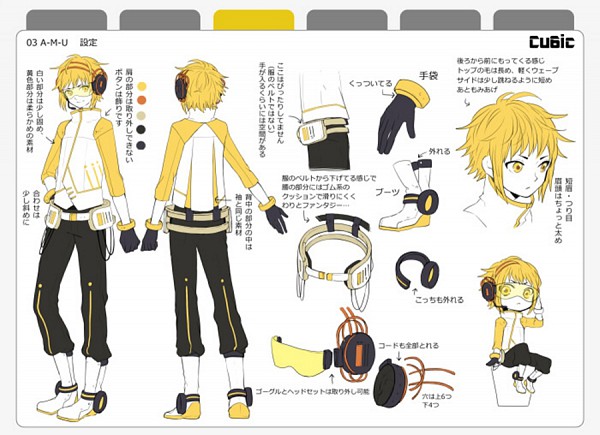 03 A-M-U 設定
CUBIC
白い部分は少し固め、
黄色部分は柔らかめの素材
肩の部分は取り外しできない
ボタンは飾りです
合わせは
少し斜めに
背中の部分の中は
袖と同じ素材
ここはぴったりしてません
(服のベルトではない)
手が入るくらいには空間がある
くっついてる
手袋
後ろから前にもってくる感じ
トップの毛は長め、軽くウェーブ
サイドは少し跳ねるように短め
あともみあげ
服のベルトから下げてる感じで
腰の部分にはゴム系の
クッションで滑りにくく
わりとファンタジー…
外れる
ブーツ
短眉・つり目
眉頭はちょっと太め
こっちも外れる
コードも全部とれる
ゴーグルとヘッドセットは取り外し可能
穴は上6つ
下4つ